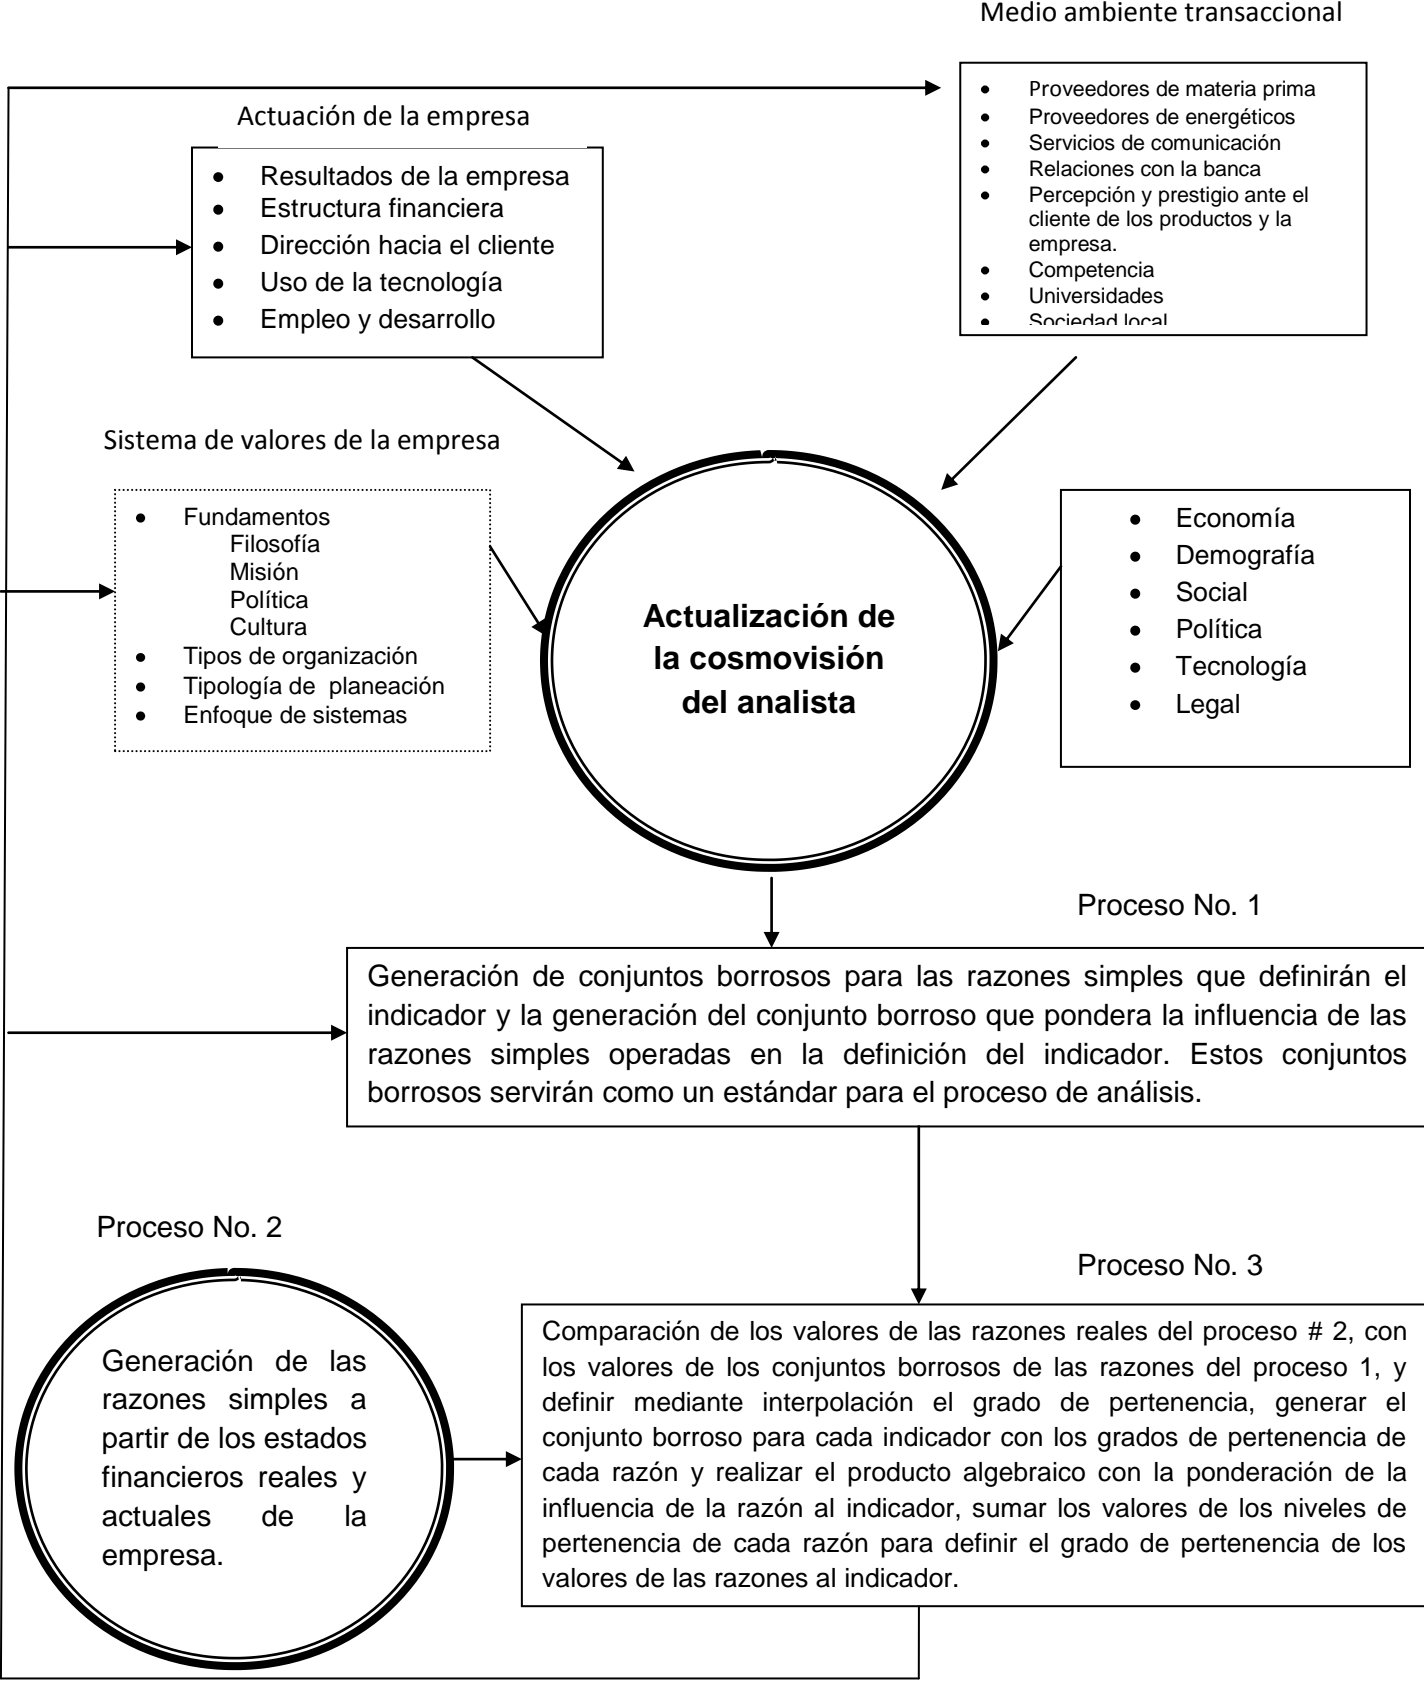 Medio ambiente transaccional
Proveedores de materia prima
Proveedores de energéticos
Servicios de comunicación
Relaciones con la banca
Percepción y prestigio ante el
cliente de los productos y la
empresa.
Competencia
Universidades
Sociedad local
Actuación de la empresa
Resultados de la empresa
Estructura financiera
Dirección hacia el cliente
Uso de la tecnología
Empleo y desarrollo
Sistema de valores de la empresa
Fundamentos
Filosofía
Misión
Política
Cultura
Tipos de organización
Tipología de planeación
Enfoque de sistemas
Actualización de
la cosmovisión
del analista
Economía
Demografía
Social
Política
Tecnología
Legal
Proceso No. 1
Generación de conjuntos borrosos para las razones simples que definirán el
indicador y la generación del conjunto borroso que pondera la influencia de las
razones simples operadas en la definición del indicador. Estos conjuntos
borrosos servirán como un estándar para el proceso de análisis.
Proceso No. 2
Generación de las
razones simples a
partir de los estados
financieros reales y
actuales de la
empresa.
Proceso No. 3
Comparación de los valores de las razones reales del proceso # 2, con
los valores de los conjuntos borrosos de las razones del proceso 1, y
definir mediante interpolación el grado de pertenencia, generar el
conjunto borroso para cada indicador con los grados de pertenencia de
cada razón y realizar el producto algebraico con la ponderación de la
influencia de la razón al indicador, sumar los valores de los niveles de
pertenencia de cada razón para definir el grado de pertenencia de los
valores de las razones al indicador.